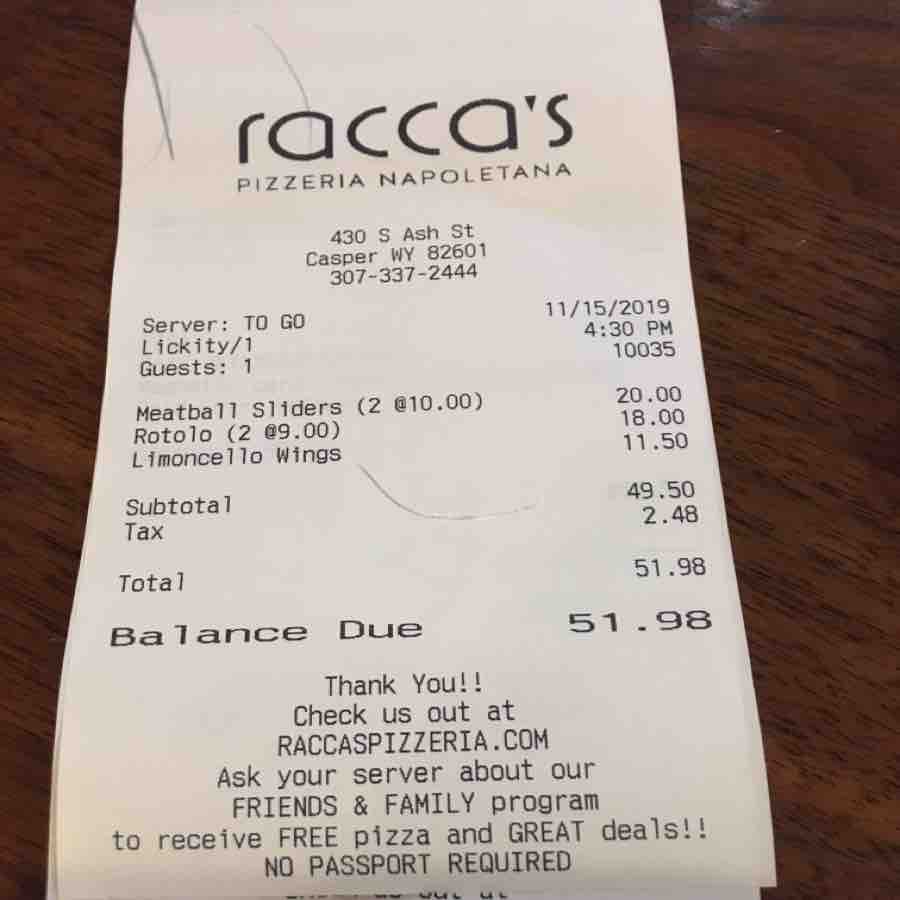 racca's
PIZZERIA NAPOLETANA
430 S Ash St
Casper WY 82601
307-337-2444
Server: TO GO 11/15/2019
Lickity/1 4:30 PM
Guests: 1 10035
Meatball Sliders (2 @10.00) 20.00
Rotolo (2 @9.00) 18.00
Limoncello Wings 11.50
Subtotal 49.50
Tax 2.48
Total 51.98
Balance Due 51.98
Thank You!!
Check us out at
RACCASPIZZERIA.COM
Ask your server about our
FRIENDS & FAMILY program
to receive FREE pizza and GREAT deals!!
NO PASSPORT REQUIRED